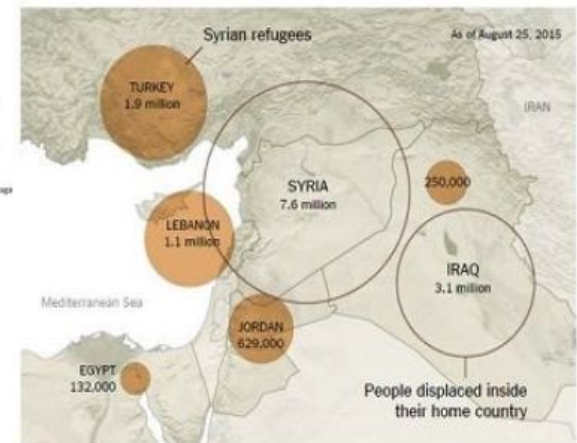 Syrian refugees
As of August 25, 2015
TURKEY
1.9 million
IRAN
SYRIA
7.6 million
250,000
LEBANON
1.1 million
IRAQ
3.1 million
Mediterranean Sea
JORDAN
629,000
EGYPT
132,000
People displaced inside
their home country